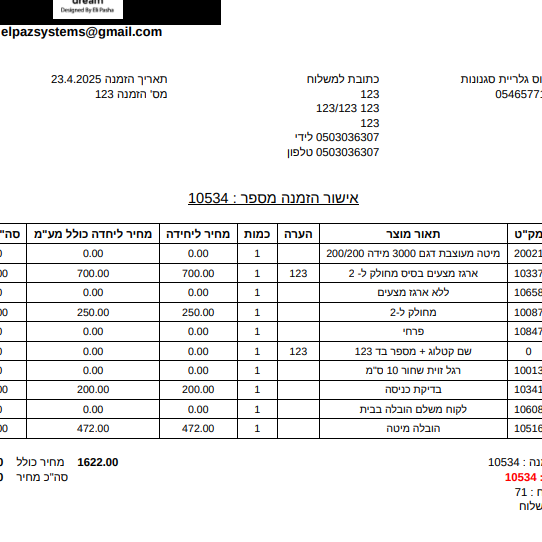 dream
Designed By Eli Pasha
elpazsystems@gmail.com
וס גלריית סגנונות
0546577
כתובת למשלוח
123
123 123/123
123
0503036307 לידי
0503036307 טלפון
תאריך הזמנה 23.4.2025
מס' הזמנה 123
אישור הזמנה מספר : 10534
מק"ט תאור מוצר הערה כמות מחיר ליחידה מחיר ליחדה כולל מע"מ סה"
20021 מיטה מעוצבת דגם 3000 מידה 200/200 1 0.00 0.00 0
10337 ארגז מצעים בסיס מחולק ל- 2 123 1 700.00 700.00 00
10658 ללא ארגז מצעים 1 0.00 0.00 0
10087 מחולק ל-2 1 250.00 250.00 00
10847 פרחי 1 0.00 0.00 0
0 שם קטלוג + מספר בד 123 123 1 0.00 0.00 0
10013 רגל זוית שחור 10 ס"מ 1 0.00 0.00 0
10341 בדיקת כניסה 1 200.00 200.00 00
10608 לקוח משלם הובלה בבית 1 0.00 0.00 0
10516 הובלה מיטה 1 472.00 472.00 00
נה : 10534
: 10534
ח : 71
שלוח
1622.00 מחיר כולל 0
סה"כ מחיר 0